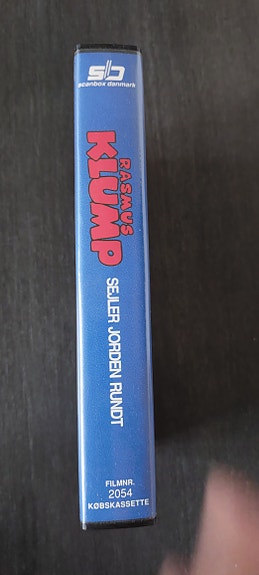 sb
scanbox danmark
RASMUS
KLUMP
SEJLER JORDEN RUNDT
FILMNR.
2054
KØBSKASSETTE